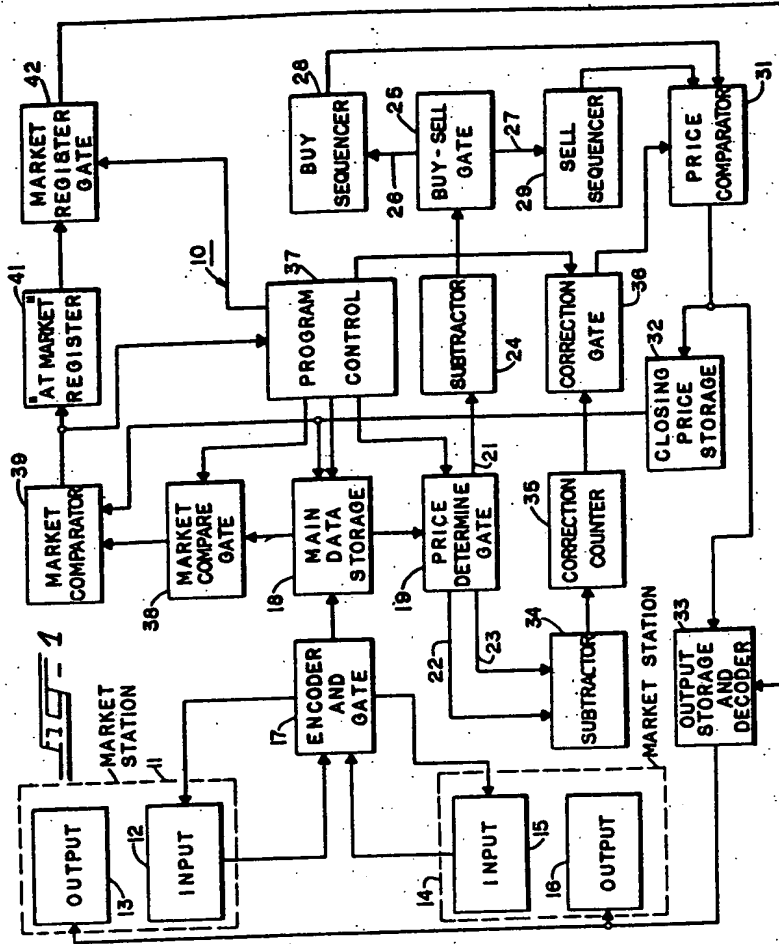 FIG-1
MARKET
STATION
11
OUTPUT
13
12
INPUT
17
ENCODER
AND
GATE
14
INPUT
15
16
OUTPUT
MARKET STATION
39
MARKET
COMPARATOR
38
MARKET
COMPARE
GATE
18
MAIN
DATA
STORAGE
19
PRICE
DETERMINE
GATE
21
22
23
34
SUBTRACTOR
35
CORRECTION
COUNTER
33
OUTPUT
STORAGE
AND
DECODER
41
"AT MARKET"
REGISTER
10
37
PROGRAM
CONTROL
SUBTRACTOR
24
CORRECTION
GATE
36
32
CLOSING
PRICE
STORAGE
42
MARKET
REGISTER
GATE
28
BUY
SEQUENCER
25
26
BUY-SELL
GATE
27
29
SELL
SEQUENCER
PRICE
COMPARATOR
31